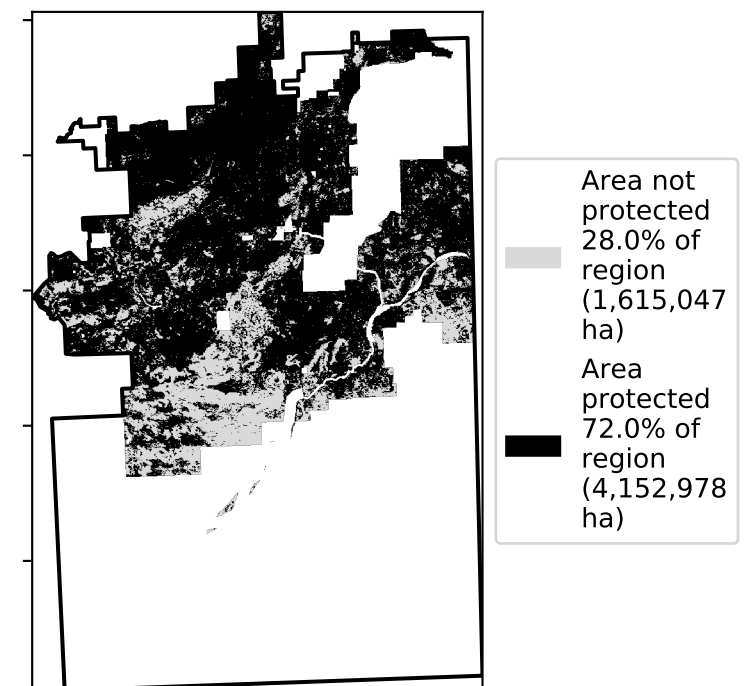 Area not
protected
28.0% of
region
(1,615,047
ha)
Area
protected
72.0% of
region
(4,152,978
ha)